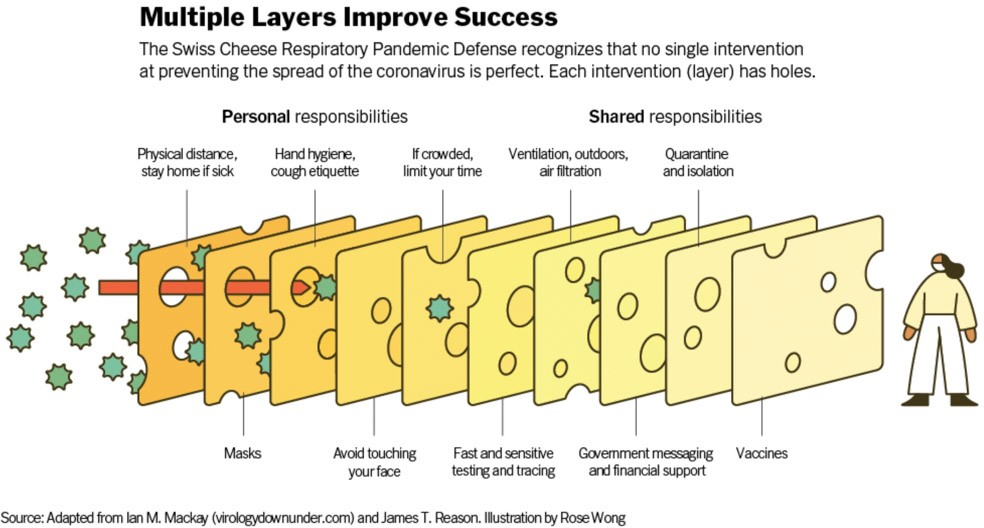 Multiple Layers Improve Success
The Swiss Cheese Respiratory Pandemic Defense recognizes that no single intervention
at preventing the spread of the coronavirus is perfect. Each intervention (layer) has holes.
Personal responsibilities
Shared responsibilities
Physical distance,
stay home if sick
Hand hygiene,
cough etiquette
If crowded,
limit your time
Ventilation, outdoors,
air filtration
Quarantine
and isolation
Masks
Avoid touching
your face
Fast and sensitive
testing and tracing
Government messaging
and financial support
Vaccines
Source: Adapted from Ian M. Mackay (virologydownunder.com) and James T. Reason. Illustration by Rose Wong